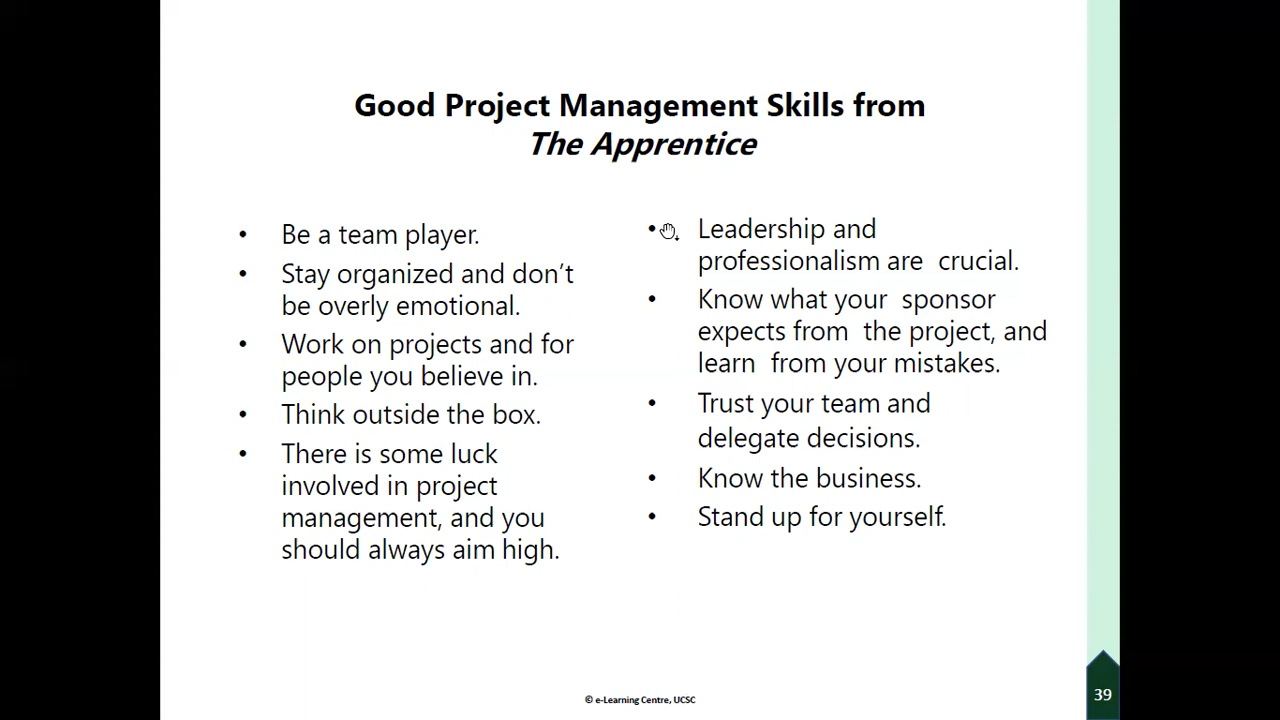 Good Project Management Skills from
The Apprentice
• Be a team player.
• Stay organized and don’t
be overly emotional.
• Work on projects and for
people you believe in.
• Think outside the box.
• There is some luck
involved in project
management, and you
should always aim high.
• Leadership and
professionalism are crucial.
• Know what your sponsor
expects from the project, and
learn from your mistakes.
• Trust your team and
delegate decisions.
• Know the business.
• Stand up for yourself.
© e-Learning Centre, UCSC
39